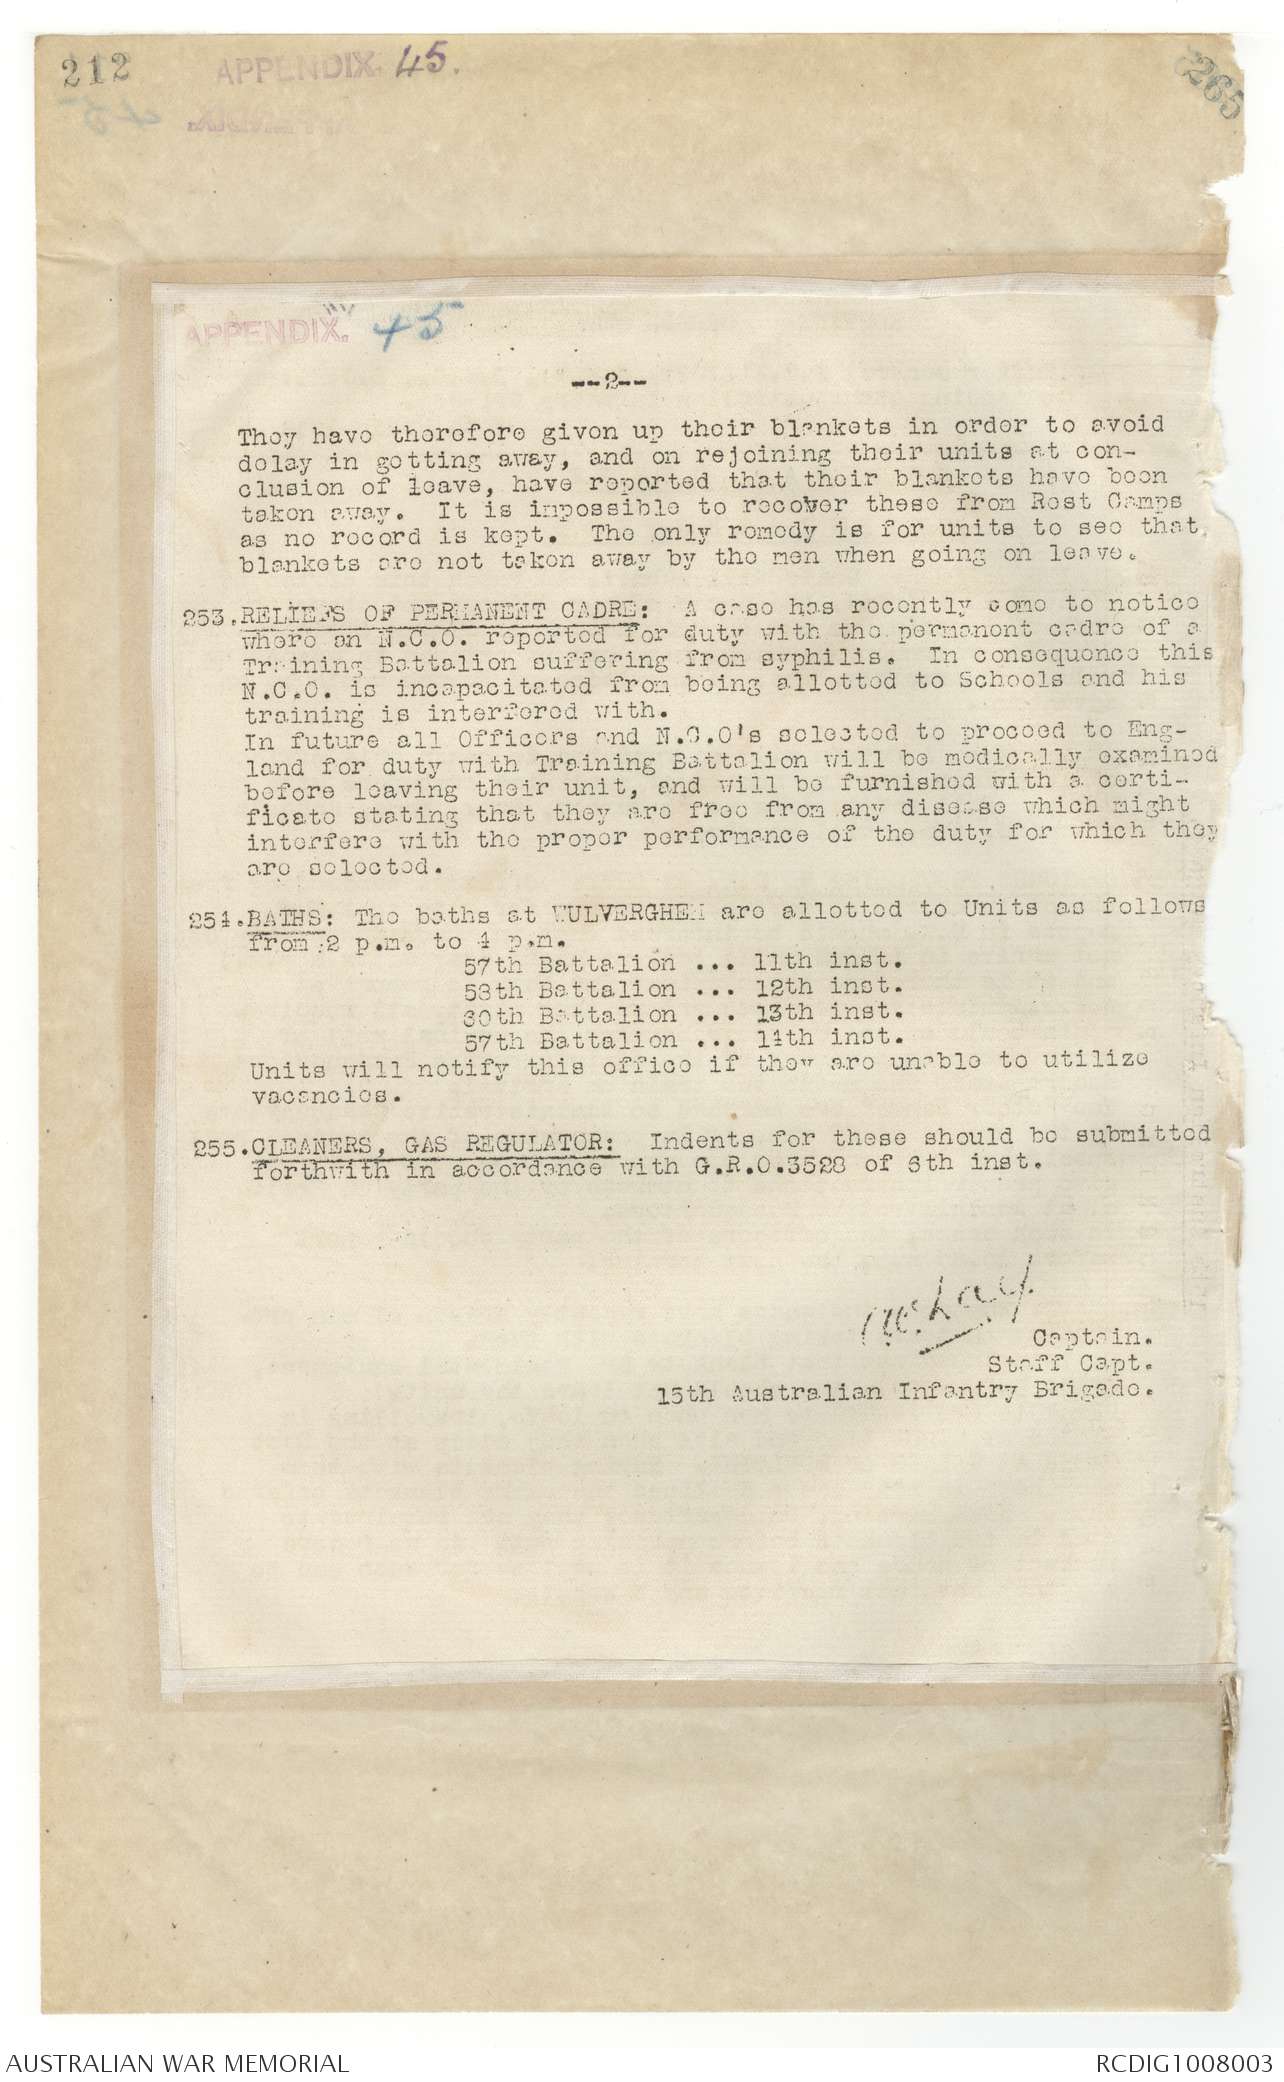 212
APPENDIX. 45.
265
APPENDIX. 45
--2--
They have therefore given up their blankets in order to avoid
delay in getting away, and on rejoining their units at con-
clusion of leave, have reported that their blankets have been
taken away.  It is impossible to recover these from Rest Camps
as no record is kept.  The only remedy is for units to see that
blankets are not taken away by the men when going on leave.
253. RELIEFS OF PERMANENT CADRE:  A case has recently come to notice
where an N.C.O. reported for duty with the permanent cadre of a
Training Battalion suffering from syphilis.  In consequence this
N.C.O. is incapacitated from being allotted to Schools and his
training is interfered with.
In future all Officers and N.C.O's selected to proceed to Eng-
land for duty with Training Battalion will be medically examined
before leaving their unit, and will be furnished with a certi-
ficate stating that they are free from any disease which might
interfere with the proper performance of the duty for which they
are selected.
254. BATHS: The baths at WULVERGHEM are allotted to Units as follows
from 2 p.m. to 4 p.m.
57th Battalion ... 11th inst.
58th Battalion ... 12th inst.
60th Battalion ... 13th inst.
57th Battalion ... 14th inst.
Units will notify this office if they are unable to utilize
vacancies.
255. CLEANERS, GAS REGULATOR:  Indents for these should be submitted
forthwith in accordance with G.R.O.3528 of 6th inst.
Captain.
Staff Capt.
15th Australian Infantry Brigade.
AUSTRALIAN WAR MEMORIAL
RCDIG1008003